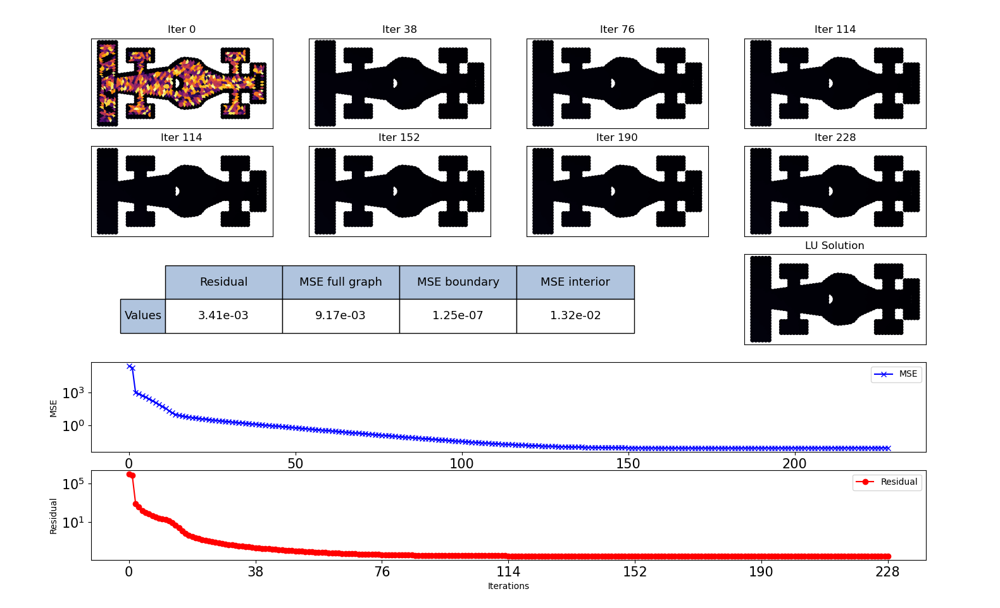 Iter 0 Iter 38 Iter 76 Iter 114
Iter 114 Iter 152 Iter 190 Iter 228
LU Solution
Residual MSE full graph MSE boundary MSE interior
Values 3.41e-03 9.17e-03 1.25e-07 1.32e-02
MSE
10^3
10^0
MSE
0 50 100 150 200
Residual
10^5
10^1
Residual
0 38 76 114 152 190 228
Iterations